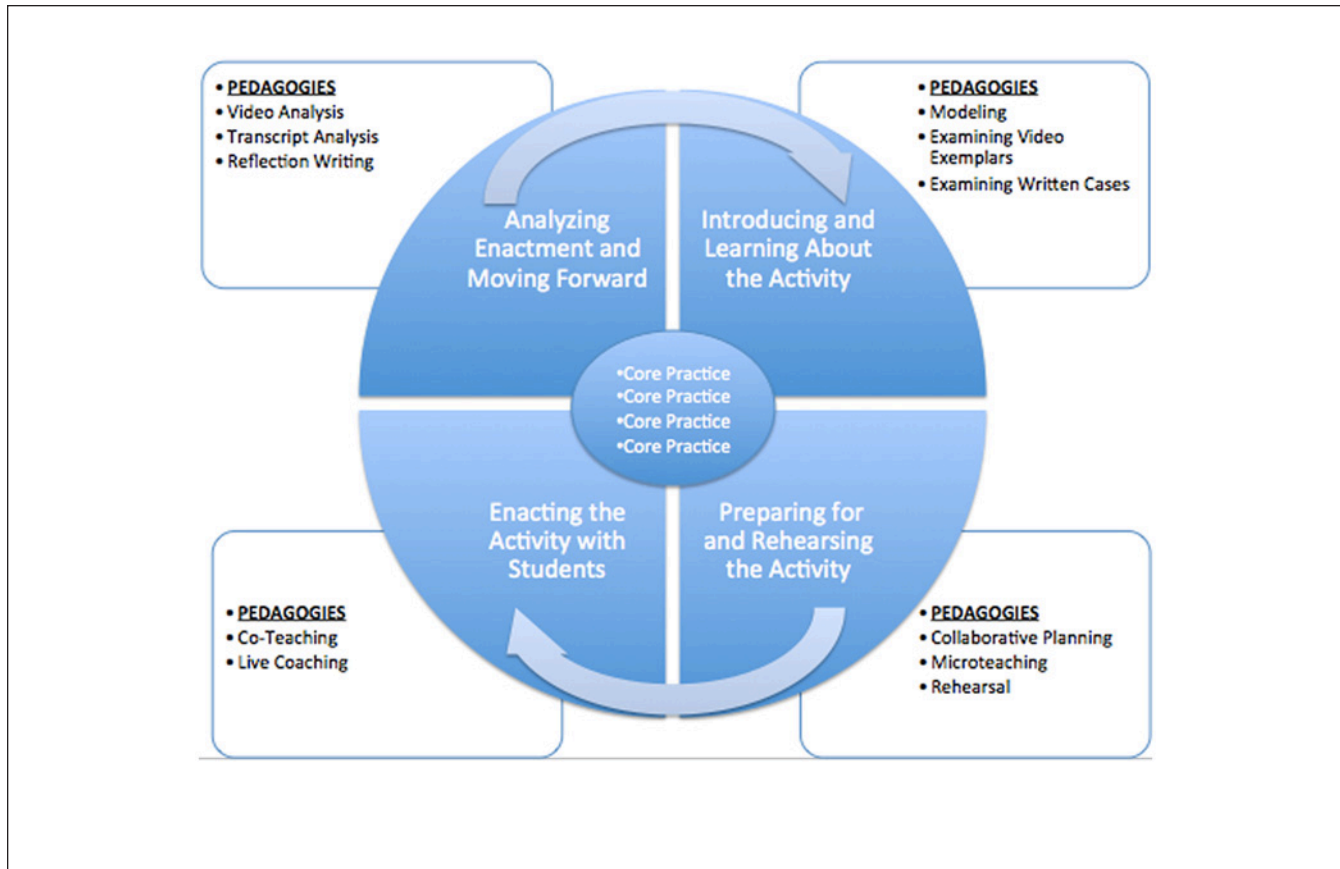 • PEDAGOGIES
• Video Analysis
• Transcript Analysis
• Reflection Writing
• PEDAGOGIES
• Modeling
• Examining Video
Exemplars
• Examining Written Cases
Analyzing
Enactment and
Moving Forward
Introducing and
Learning About
the Activity
•Core Practice
•Core Practice
•Core Practice
•Core Practice
Enacting the
Activity with
Students
Preparing for
and Rehearsing
the Activity
• PEDAGOGIES
• Co-Teaching
• Live Coaching
• PEDAGOGIES
• Collaborative Planning
• Microteaching
• Rehearsal